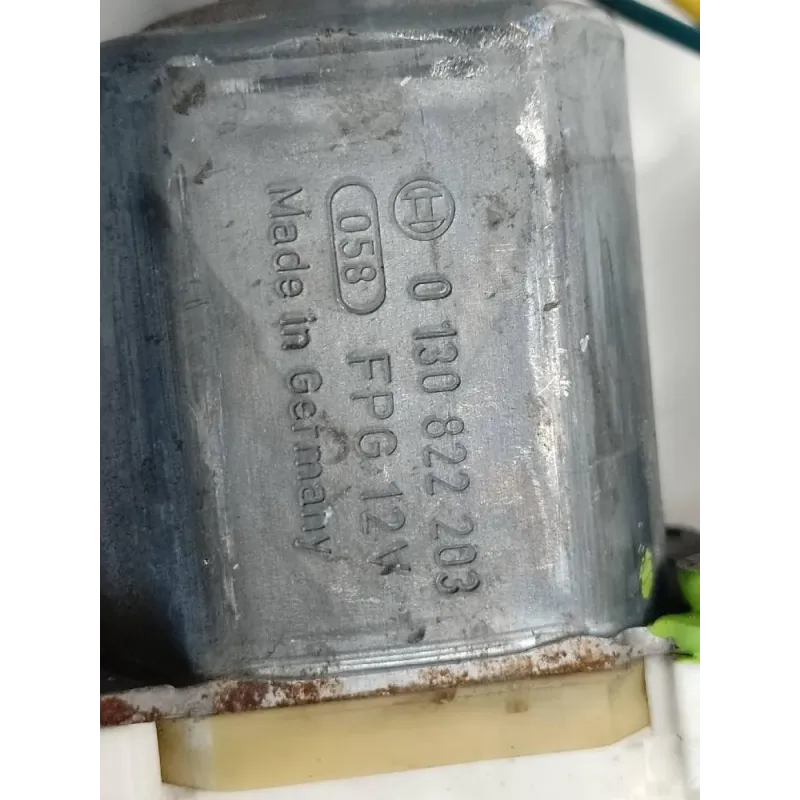 0 130 822 203
058 FPG 12V
Made in Germany